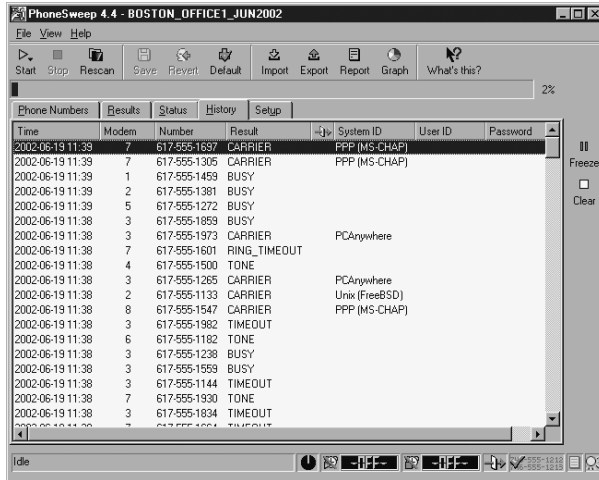 PhoneSweep 4.4 - BOSTON_OFFICE1_JUN2002
File View Help
Start Stop Rescan Save Revert Default Import Export Report Graph What's this?
2%
Phone Numbers Results Status History Setup
Time Modem Number Result System ID User ID Password
2002-06-19 11:39 7 617-555-1697 CARRIER PPP (MS-CHAP)
2002-06-19 11:39 7 617-555-1305 CARRIER PPP (MS-CHAP)
2002-06-19 11:39 1 617-555-1459 BUSY
2002-06-19 11:39 2 617-555-1381 BUSY
2002-06-19 11:39 5 617-555-1272 BUSY
2002-06-19 11:38 3 617-555-1859 BUSY
2002-06-19 11:38 3 617-555-1973 CARRIER PCAnywhere
2002-06-19 11:38 7 617-555-1601 RING_TIMEOUT
2002-06-19 11:38 4 617-555-1500 TONE
2002-06-19 11:38 3 617-555-1265 CARRIER PCAnywhere
2002-06-19 11:38 2 617-555-1133 CARRIER Unix (FreeBSD)
2002-06-19 11:38 8 617-555-1547 CARRIER PPP (MS-CHAP)
2002-06-19 11:38 3 617-555-1982 TIMEOUT
2002-06-19 11:38 6 617-555-1182 TONE
2002-06-19 11:38 3 617-555-1238 BUSY
2002-06-19 11:38 3 617-555-1559 BUSY
2002-06-19 11:38 3 617-555-1144 TIMEOUT
2002-06-19 11:38 7 617-555-1930 TONE
2002-06-19 11:38 3 617-555-1834 TIMEOUT
Freeze
Clear
Idle
-OFF- -OFF-